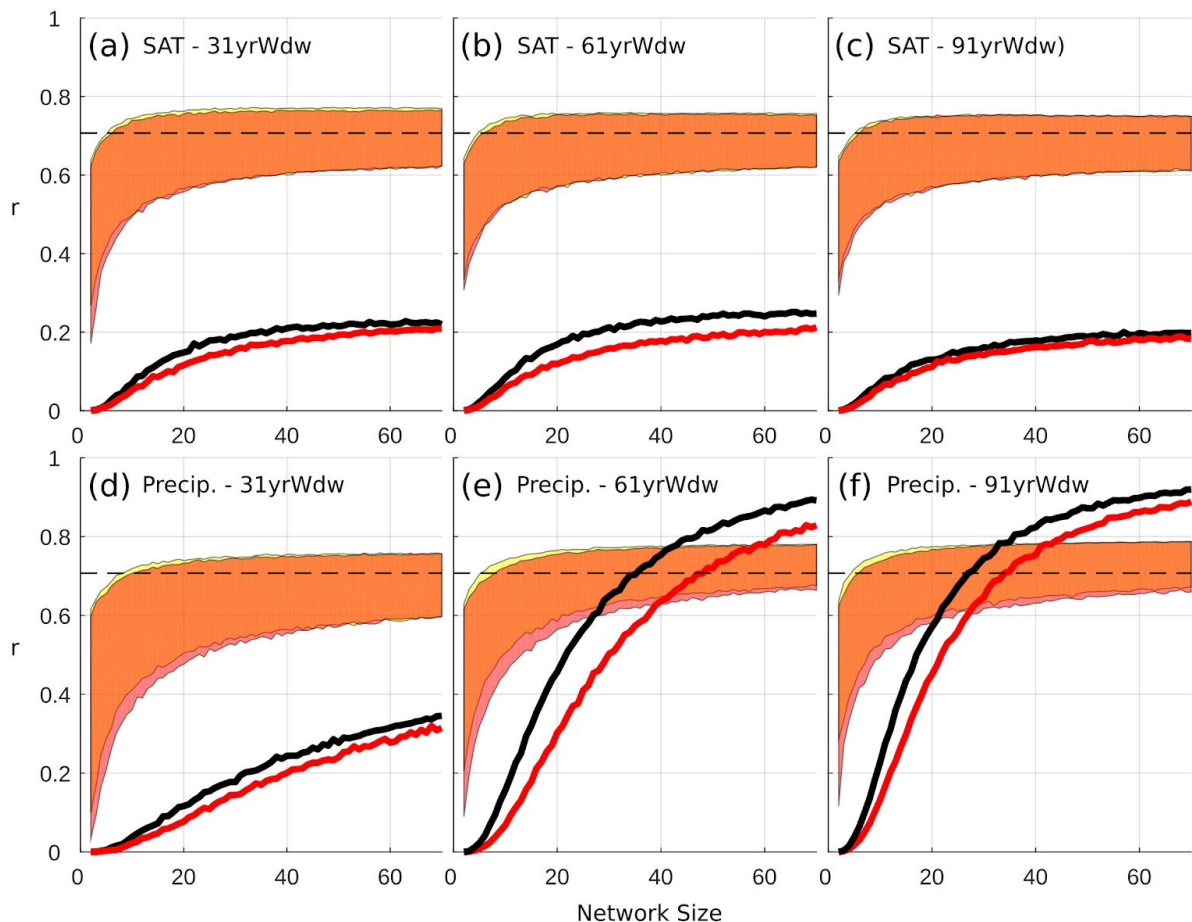 1
(a) SAT - 31yrWdw
(b) SAT - 61yrWdw
(c) SAT - 91yrWdw)
0.8
0.6
r
0.4
0.2
0
0 20 40 60
0 20 40 60
0 20 40 60
1
(d) Precip. - 31yrWdw
(e) Precip. - 61yrWdw
(f) Precip. - 91yrWdw
0.8
0.6
r
0.4
0.2
0
0 20 40 60
0 20 40 60
0 20 40 60
Network Size